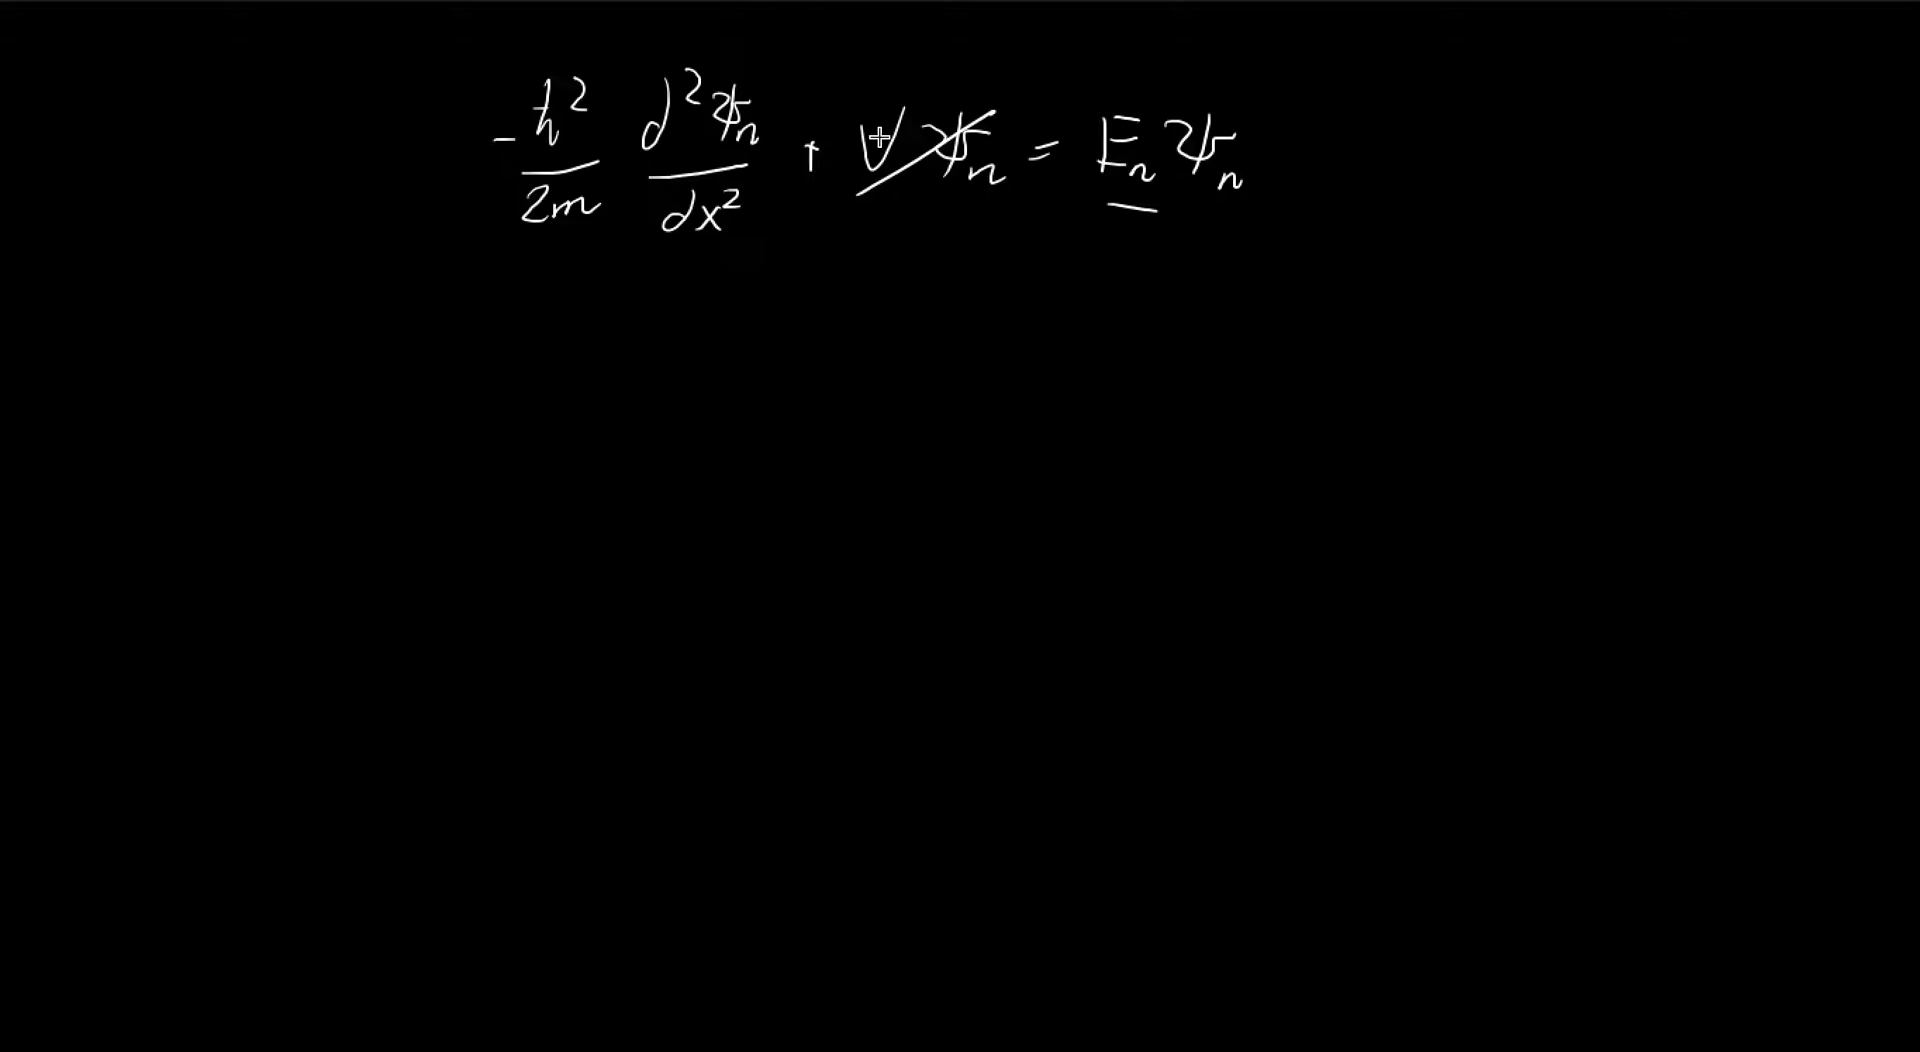 -ħ²/2m d²ψₙ/dx² + Vψₙ = Eₙψₙ